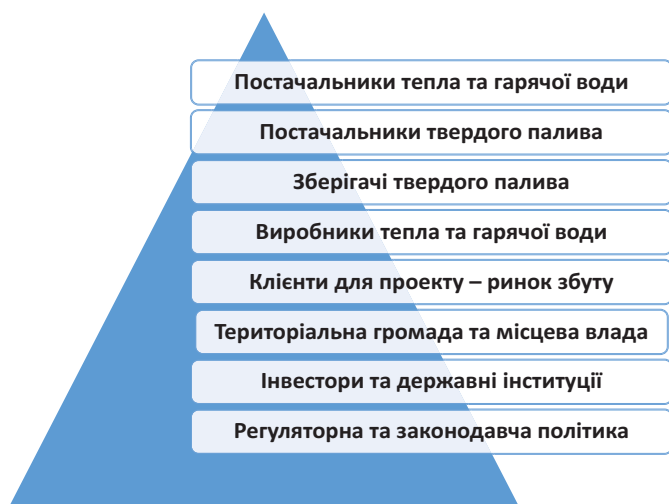 Постачальники тепла та гарячої води
Постачальники твердого палива
Зберігачі твердого палива
Виробники тепла та гарячої води
Клієнти для проекту – ринок збуту
Територіальна громада та місцева влада
Інвестори та державні інституції
Регуляторна та законодавча політика